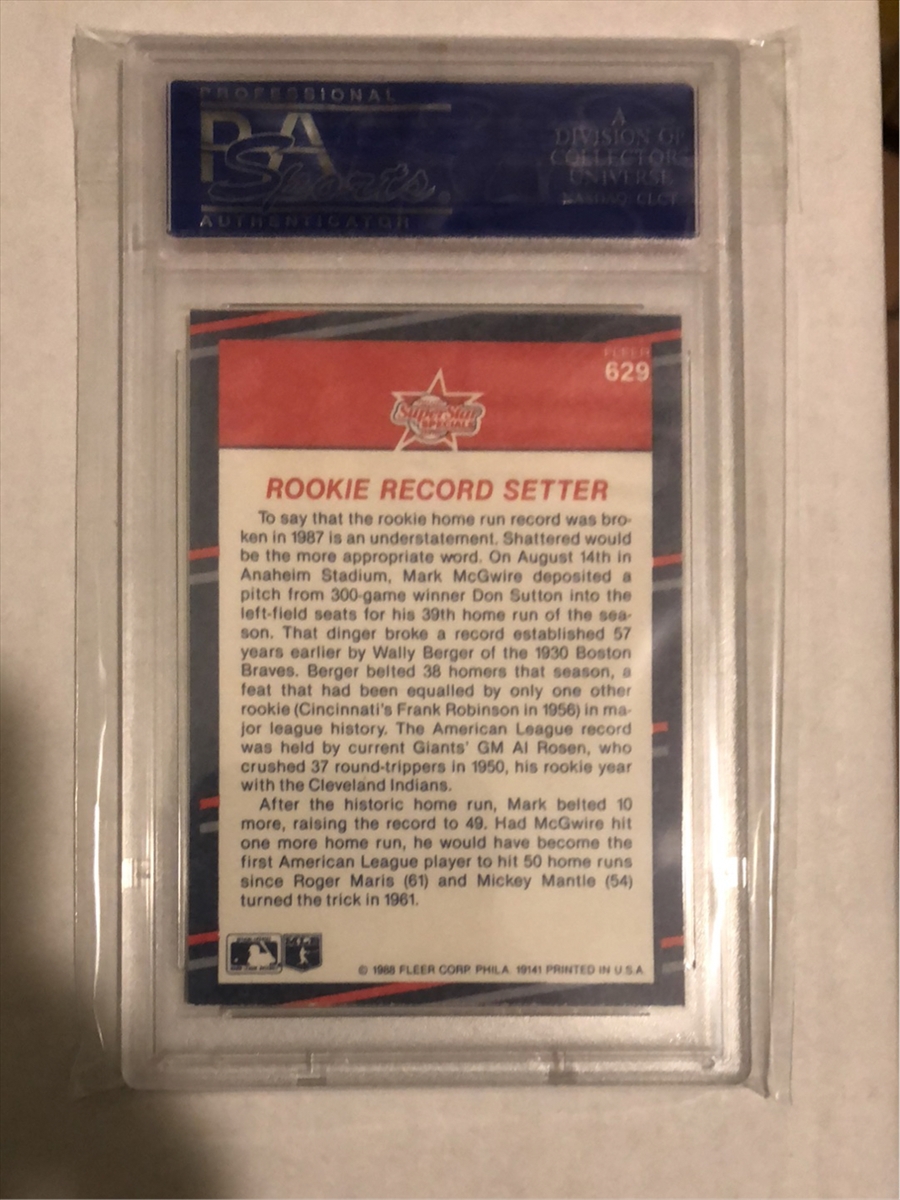 PROFESSIONAL
PSA
Sports
AUTHENTICATOR
A
DIVISION OF
COLLECTORS
UNIVERSE
NASDAQ: CLCT
FLEER
629
SuperStar
SPECIALS
ROOKIE RECORD SETTER
To say that the rookie home run record was bro-
ken in 1987 is an understatement. Shattered would
be the more appropriate word. On August 14th in
Anaheim Stadium, Mark McGwire deposited a
pitch from 300-game winner Don Sutton into the
left-field seats for his 39th home run of the sea-
son. That dinger broke a record established 57
years earlier by Wally Berger of the 1930 Boston
Braves. Berger belted 38 homers that season, a
feat that had been equalled by only one other
rookie (Cincinnati's Frank Robinson in 1956) in ma-
jor league history. The American League record
was held by current Giants' GM Al Rosen, who
crushed 37 round-trippers in 1950, his rookie year
with the Cleveland Indians.
After the historic home run, Mark belted 10
more, raising the record to 49. Had McGwire hit
one more home run, he would have become the
first American League player to hit 50 home runs
since Roger Maris (61) and Mickey Mantle (54)
turned the trick in 1961.
© 1988 FLEER CORP. PHILA. 19141 PRINTED IN U.S.A.